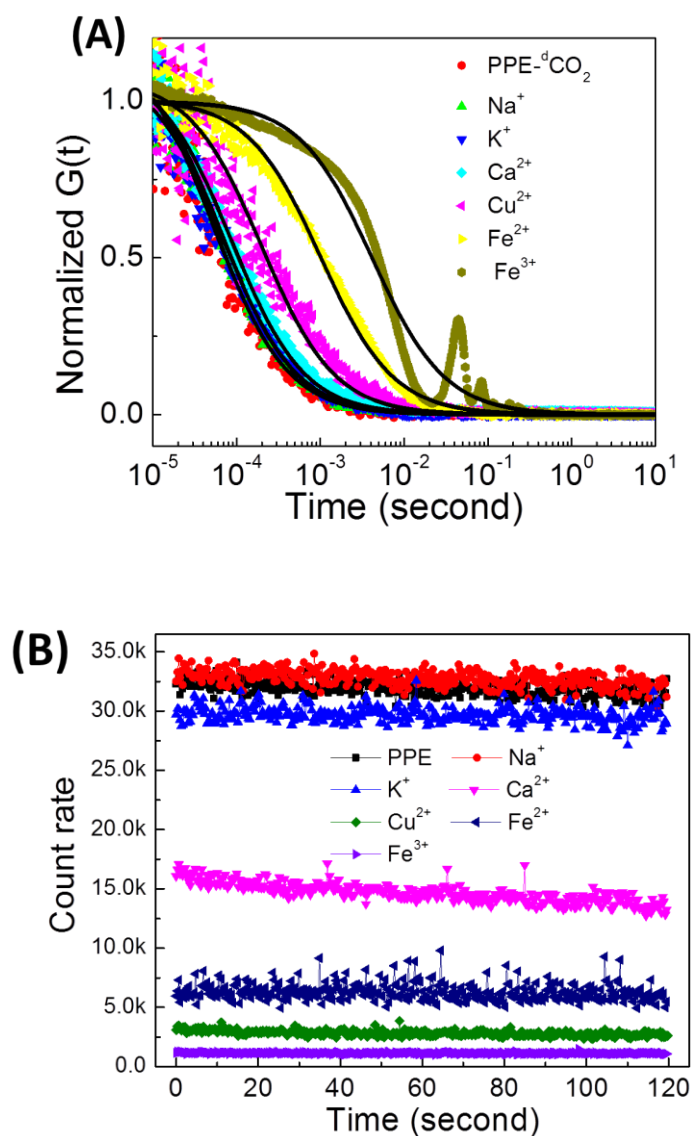 (A)
Normalized G(t)
1.0
0.5
0.0
PPE-ᵈCO₂
Na⁺
K⁺
Ca²⁺
Cu²⁺
Fe²⁺
Fe³⁺
10⁻⁵ 10⁻⁴ 10⁻³ 10⁻² 10⁻¹ 10⁰ 10¹
Time (second)
(B)
Count rate
35.0k
30.0k
25.0k
20.0k
15.0k
10.0k
5.0k
0.0
PPE Na⁺
K⁺ Ca²⁺
Cu²⁺ Fe²⁺
Fe³⁺
0 20 40 60 80 100 120
Time (second)